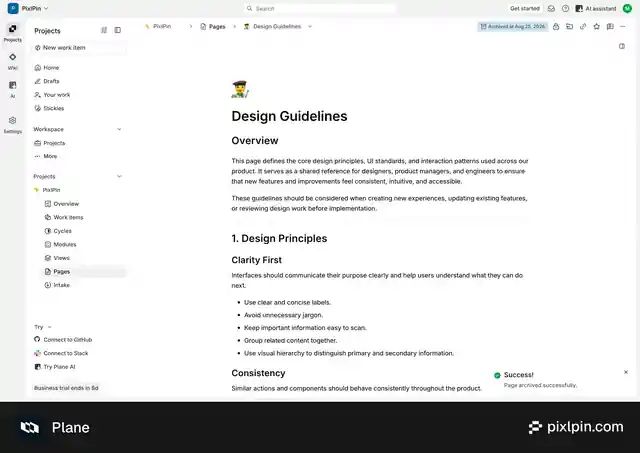 PixlPin
Search
Get started
AI assistant
M
Projects
Wiki
AI
Settings
Projects
New work item
Home
Drafts
Your work
Stickies
Workspace
Projects
More
Projects
PixlPin
Overview
Work items
Cycles
Modules
Views
Pages
Intake
Try
Connect to GitHub
Connect to Slack
Try Plane AI
Business trial ends in 8d
PixlPin
Pages
Design Guidelines
Archived at Aug 25, 2026
Design Guidelines
Overview
This page defines the core design principles, UI standards, and interaction patterns used across our
product. It serves as a shared reference for designers, product managers, and engineers to ensure
that new features and improvements feel consistent, intuitive, and accessible.
These guidelines should be considered when creating new experiences, updating existing features,
or reviewing design work before implementation.
1. Design Principles
Clarity First
Interfaces should communicate their purpose clearly and help users understand what they can do
next.
• Use clear and concise labels.
• Avoid unnecessary jargon.
• Keep important information easy to scan.
• Group related content together.
• Use visual hierarchy to distinguish primary and secondary information.
Consistency
Similar actions and components should behave consistently throughout the product.
Success!
Page archived successfully.
Plane
pixlpin.com